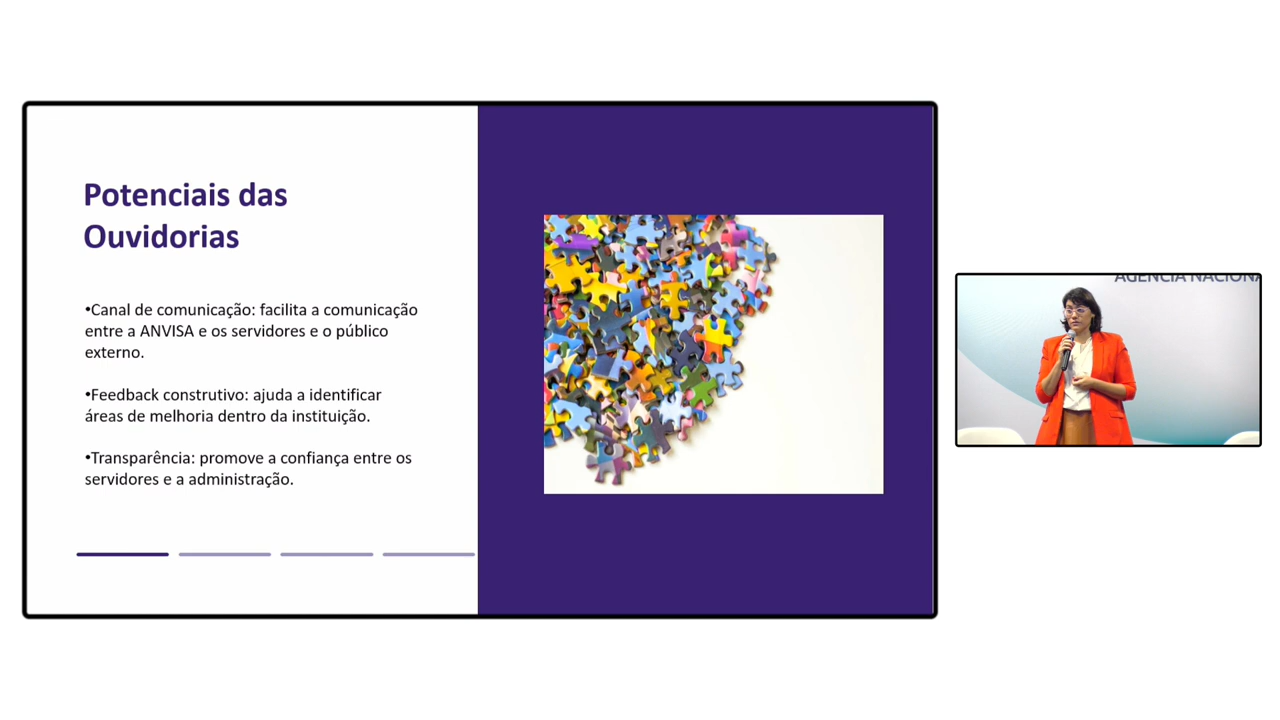 Potenciais das
Ouvidorias
•Canal de comunicação: facilita a comunicação
entre a ANVISA e os servidores e o público
externo.
•Feedback construtivo: ajuda a identificar
áreas de melhoria dentro da instituição.
•Transparência: promove a confiança entre os
servidores e a administração.
AGÊNCIA NACIONA